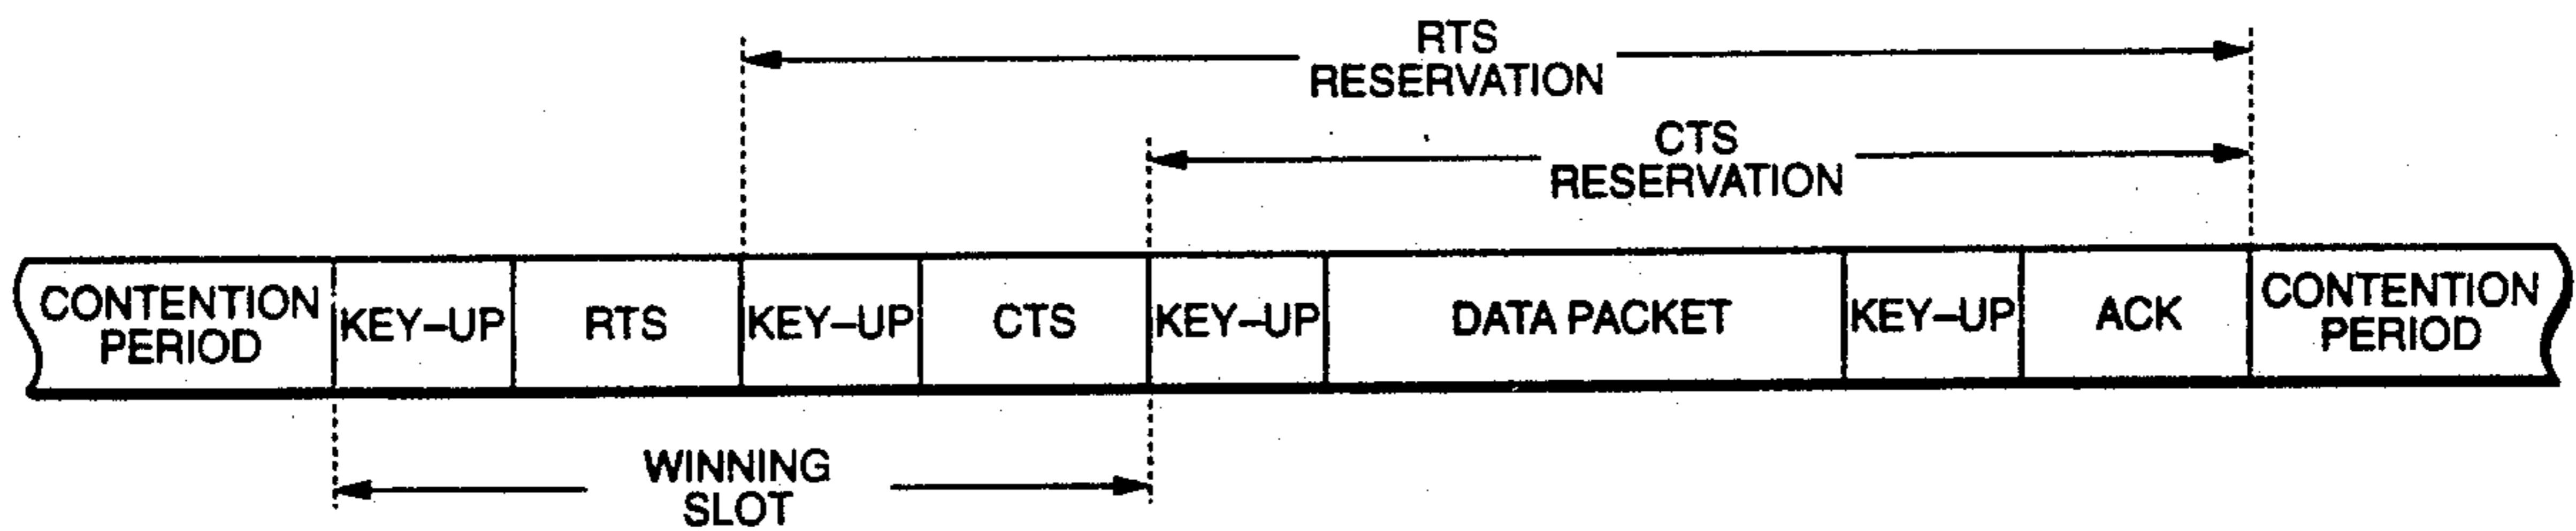 RTS
RESERVATION
CTS
RESERVATION
CONTENTION
PERIOD
KEY–UP
RTS
KEY–UP
CTS
KEY–UP
DATA PACKET
KEY–UP
ACK
CONTENTION
PERIOD
WINNING
SLOT